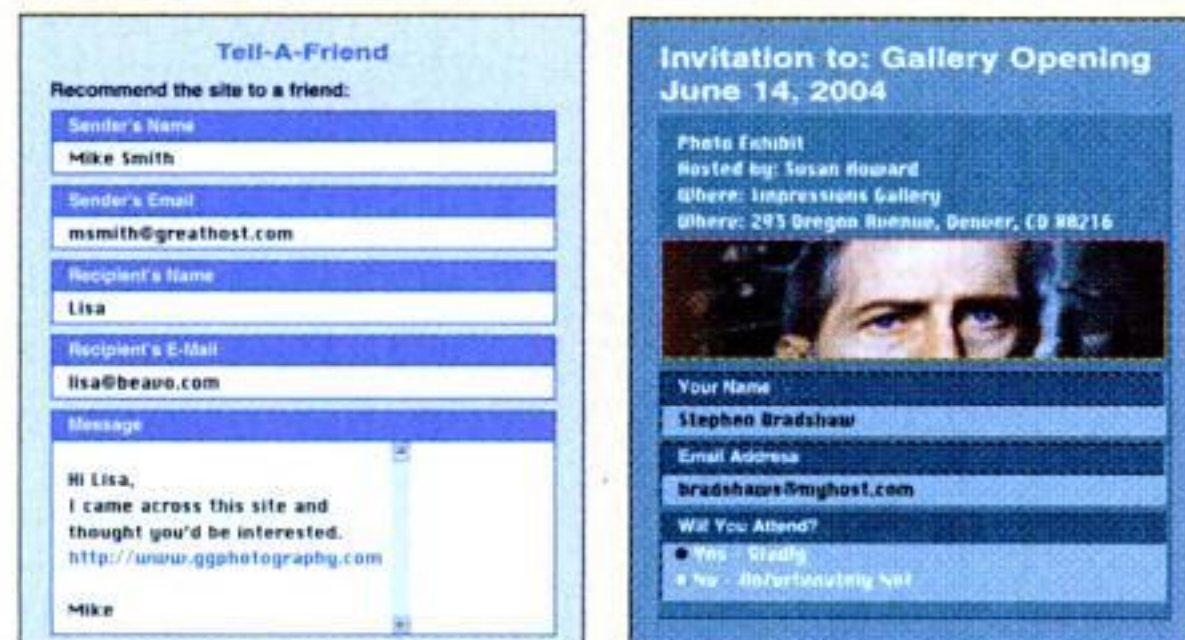 Tell-A-Friend
Recommend the site to a friend:
Sender's Name
Mike Smith
Sender's Email
msmith@greathost.com
Recipient's Name
Lisa
Recipient's E-Mail
lisa@beavo.com
Message
Hi Lisa,
I came across this site and
thought you'd be interested.
http://www.ggphotography.com
Mike
Invitation to: Gallery Opening
June 14, 2004
Photo Exhibit
Hosted by: Susan Howard
Where: Impressions Gallery
Where: 293 Oregon Avenue, Denver, CO 80216
Your Name
Stephen Bradshaw
Email Address
bradshaws@myhost.com
Will You Attend?
Yes - Gladly
No - Unfortunately Not